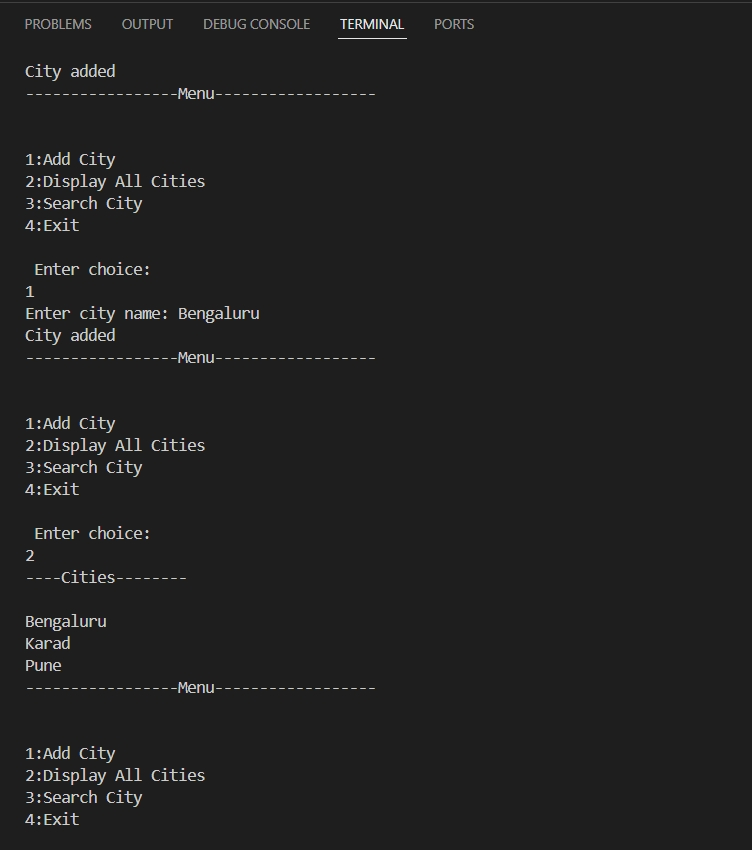 PROBLEMS OUTPUT DEBUG CONSOLE TERMINAL PORTS
City added
-----------------Menu------------------
1:Add City
2:Display All Cities
3:Search City
4:Exit
Enter choice:
1
Enter city name: Bengaluru
City added
-----------------Menu------------------
1:Add City
2:Display All Cities
3:Search City
4:Exit
Enter choice:
2
----Cities--------
Bengaluru
Karad
Pune
-----------------Menu------------------
1:Add City
2:Display All Cities
3:Search City
4:Exit